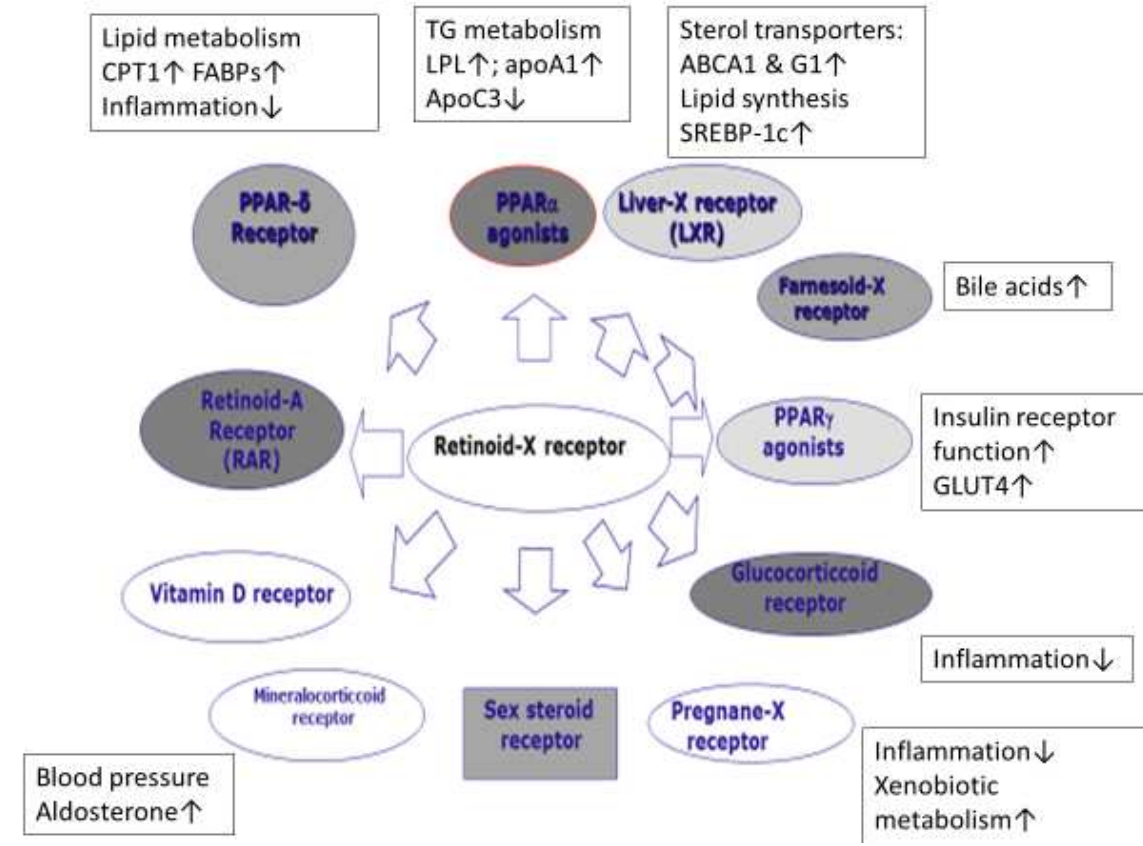 Lipid metabolism
CPT1↑ FABPs↑
Inflammation↓
TG metabolism
LPL↑; apoA1↑
ApoC3↓
Sterol transporters:
ABCA1 & G1↑
Lipid synthesis
SREBP-1c↑
PPAR-δ
Receptor
PPARα
agonists
Liver-X receptor
(LXR)
Farnesoid-X
receptor
Bile acids↑
Retinoid-A
Receptor
(RAR)
Retinoid-X receptor
PPARγ
agonists
Insulin receptor
function↑
GLUT4↑
Vitamin D receptor
Glucocorticcoid
receptor
Inflammation↓
Mineralocorticcoid
receptor
Sex steroid
receptor
Pregnane-X
receptor
Blood pressure
Aldosterone↑
Inflammation↓
Xenobiotic
metabolism↑